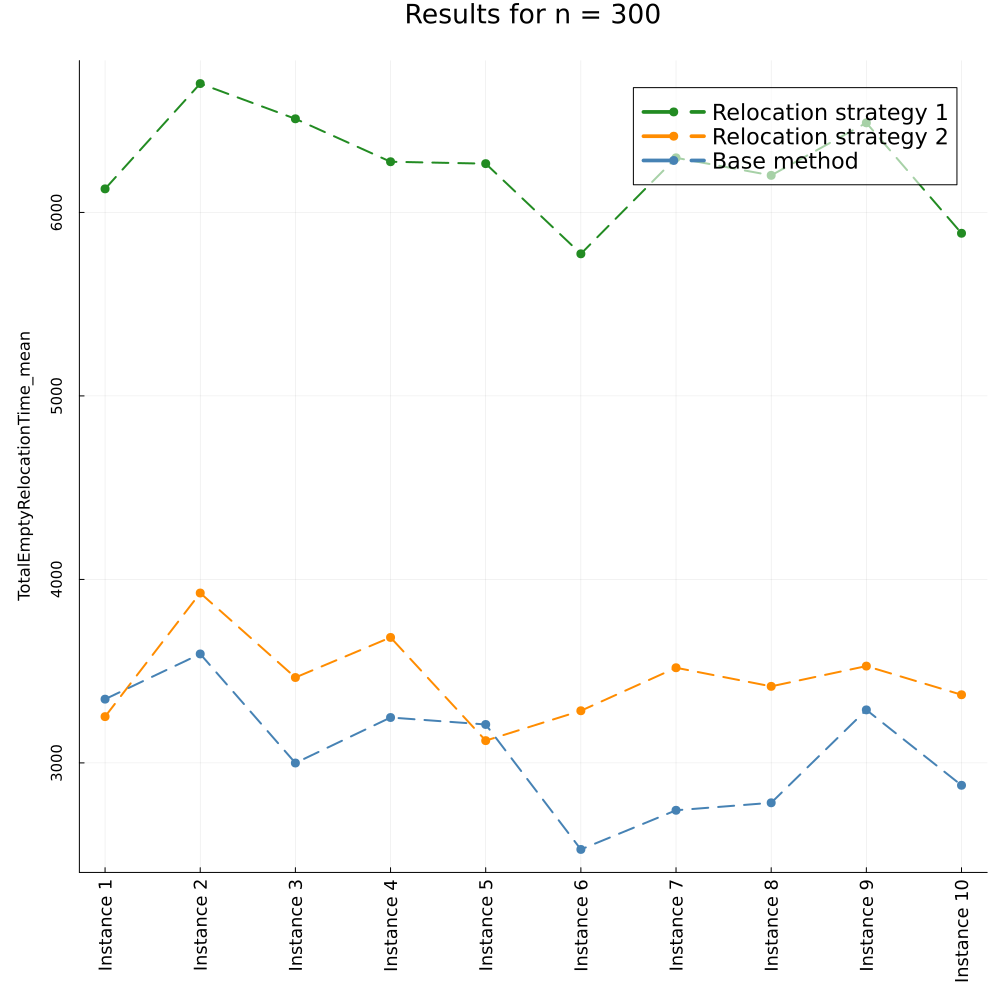 Results for n = 300
Relocation strategy 1
Relocation strategy 2
Base method
TotalEmptyRelocationTime_mean
6000
5000
4000
3000
Instance 1
Instance 2
Instance 3
Instance 4
Instance 5
Instance 6
Instance 7
Instance 8
Instance 9
Instance 10